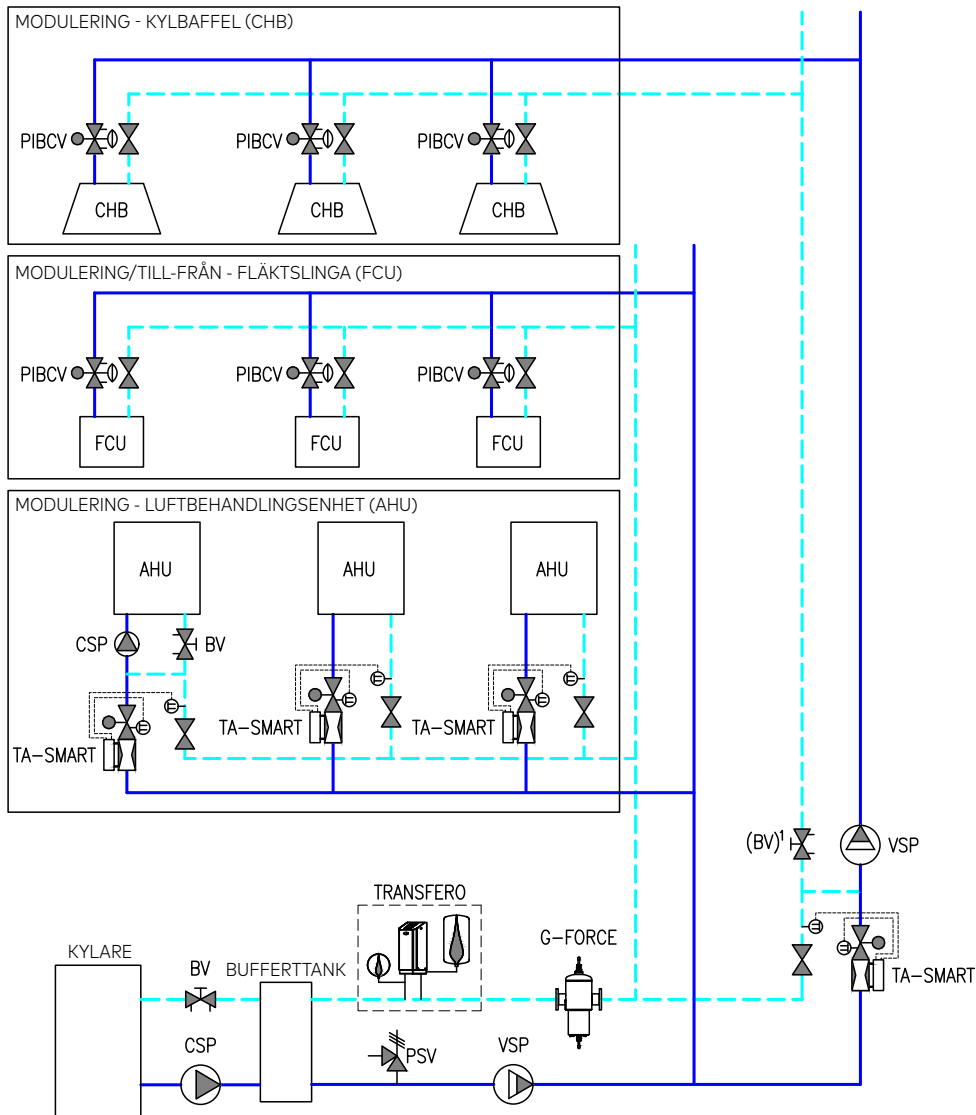 MODULERING - KYLBAFFEL (CHB)
PIBCV
PIBCV
PIBCV
CHB
CHB
CHB
MODULERING/TILL-FRÅN - FLÄKTSLINGA (FCU)
PIBCV
PIBCV
PIBCV
FCU
FCU
FCU
MODULERING - LUFTBEHANDLINGSENHET (AHU)
AHU
AHU
AHU
CSP
BV
TA-SMART
TA-SMART
TA-SMART
(BV)¹
VSP
TRANSFERO
G-FORCE
TA-SMART
KYLARE
BV
BUFFERTTANK
CSP
PSV
VSP